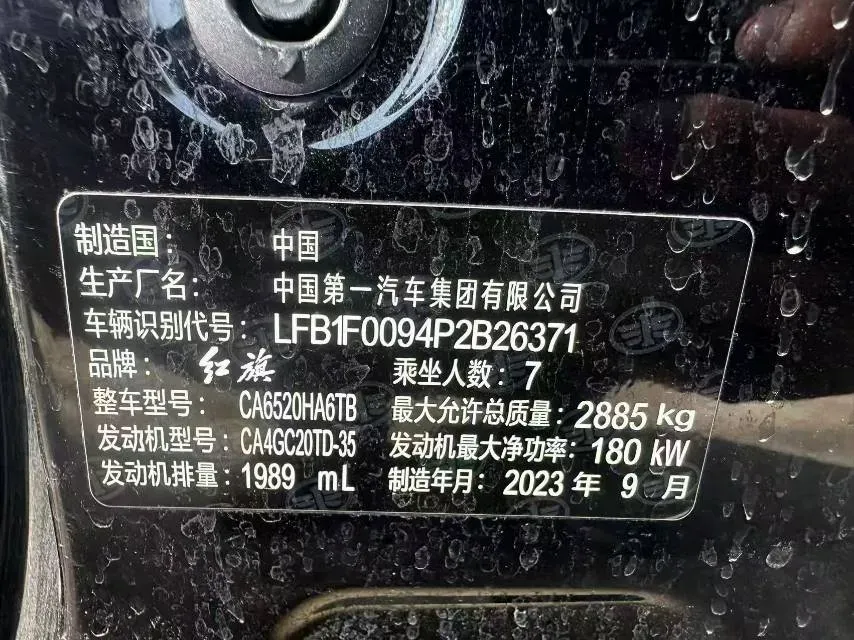 制造国： 中国
生产厂名： 中国第一汽车集团有限公司
车辆识别代号： LFB1F0094P2B26371
品牌： 红旗 乘坐人数：7
整车型号： CA6520HA6TB 最大允许总质量：2885 kg
发动机型号：CA4GC20TD-35 发动机最大净功率：180 kW
发动机排量：1989 mL 制造年月：2023 年 9 月